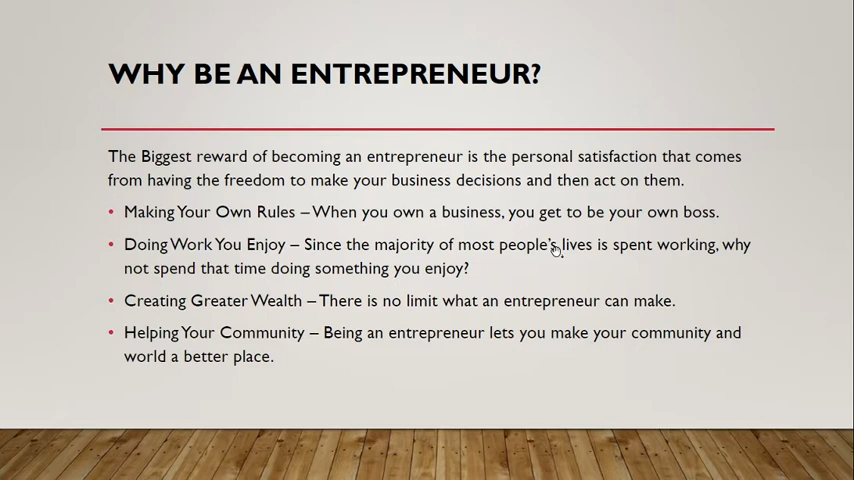 WHY BE AN ENTREPRENEUR?
The Biggest reward of becoming an entrepreneur is the personal satisfaction that comes
from having the freedom to make your business decisions and then act on them.
• Making Your Own Rules – When you own a business, you get to be your own boss.
• Doing Work You Enjoy – Since the majority of most people's lives is spent working, why
not spend that time doing something you enjoy?
• Creating Greater Wealth – There is no limit what an entrepreneur can make.
• Helping Your Community – Being an entrepreneur lets you make your community and
world a better place.